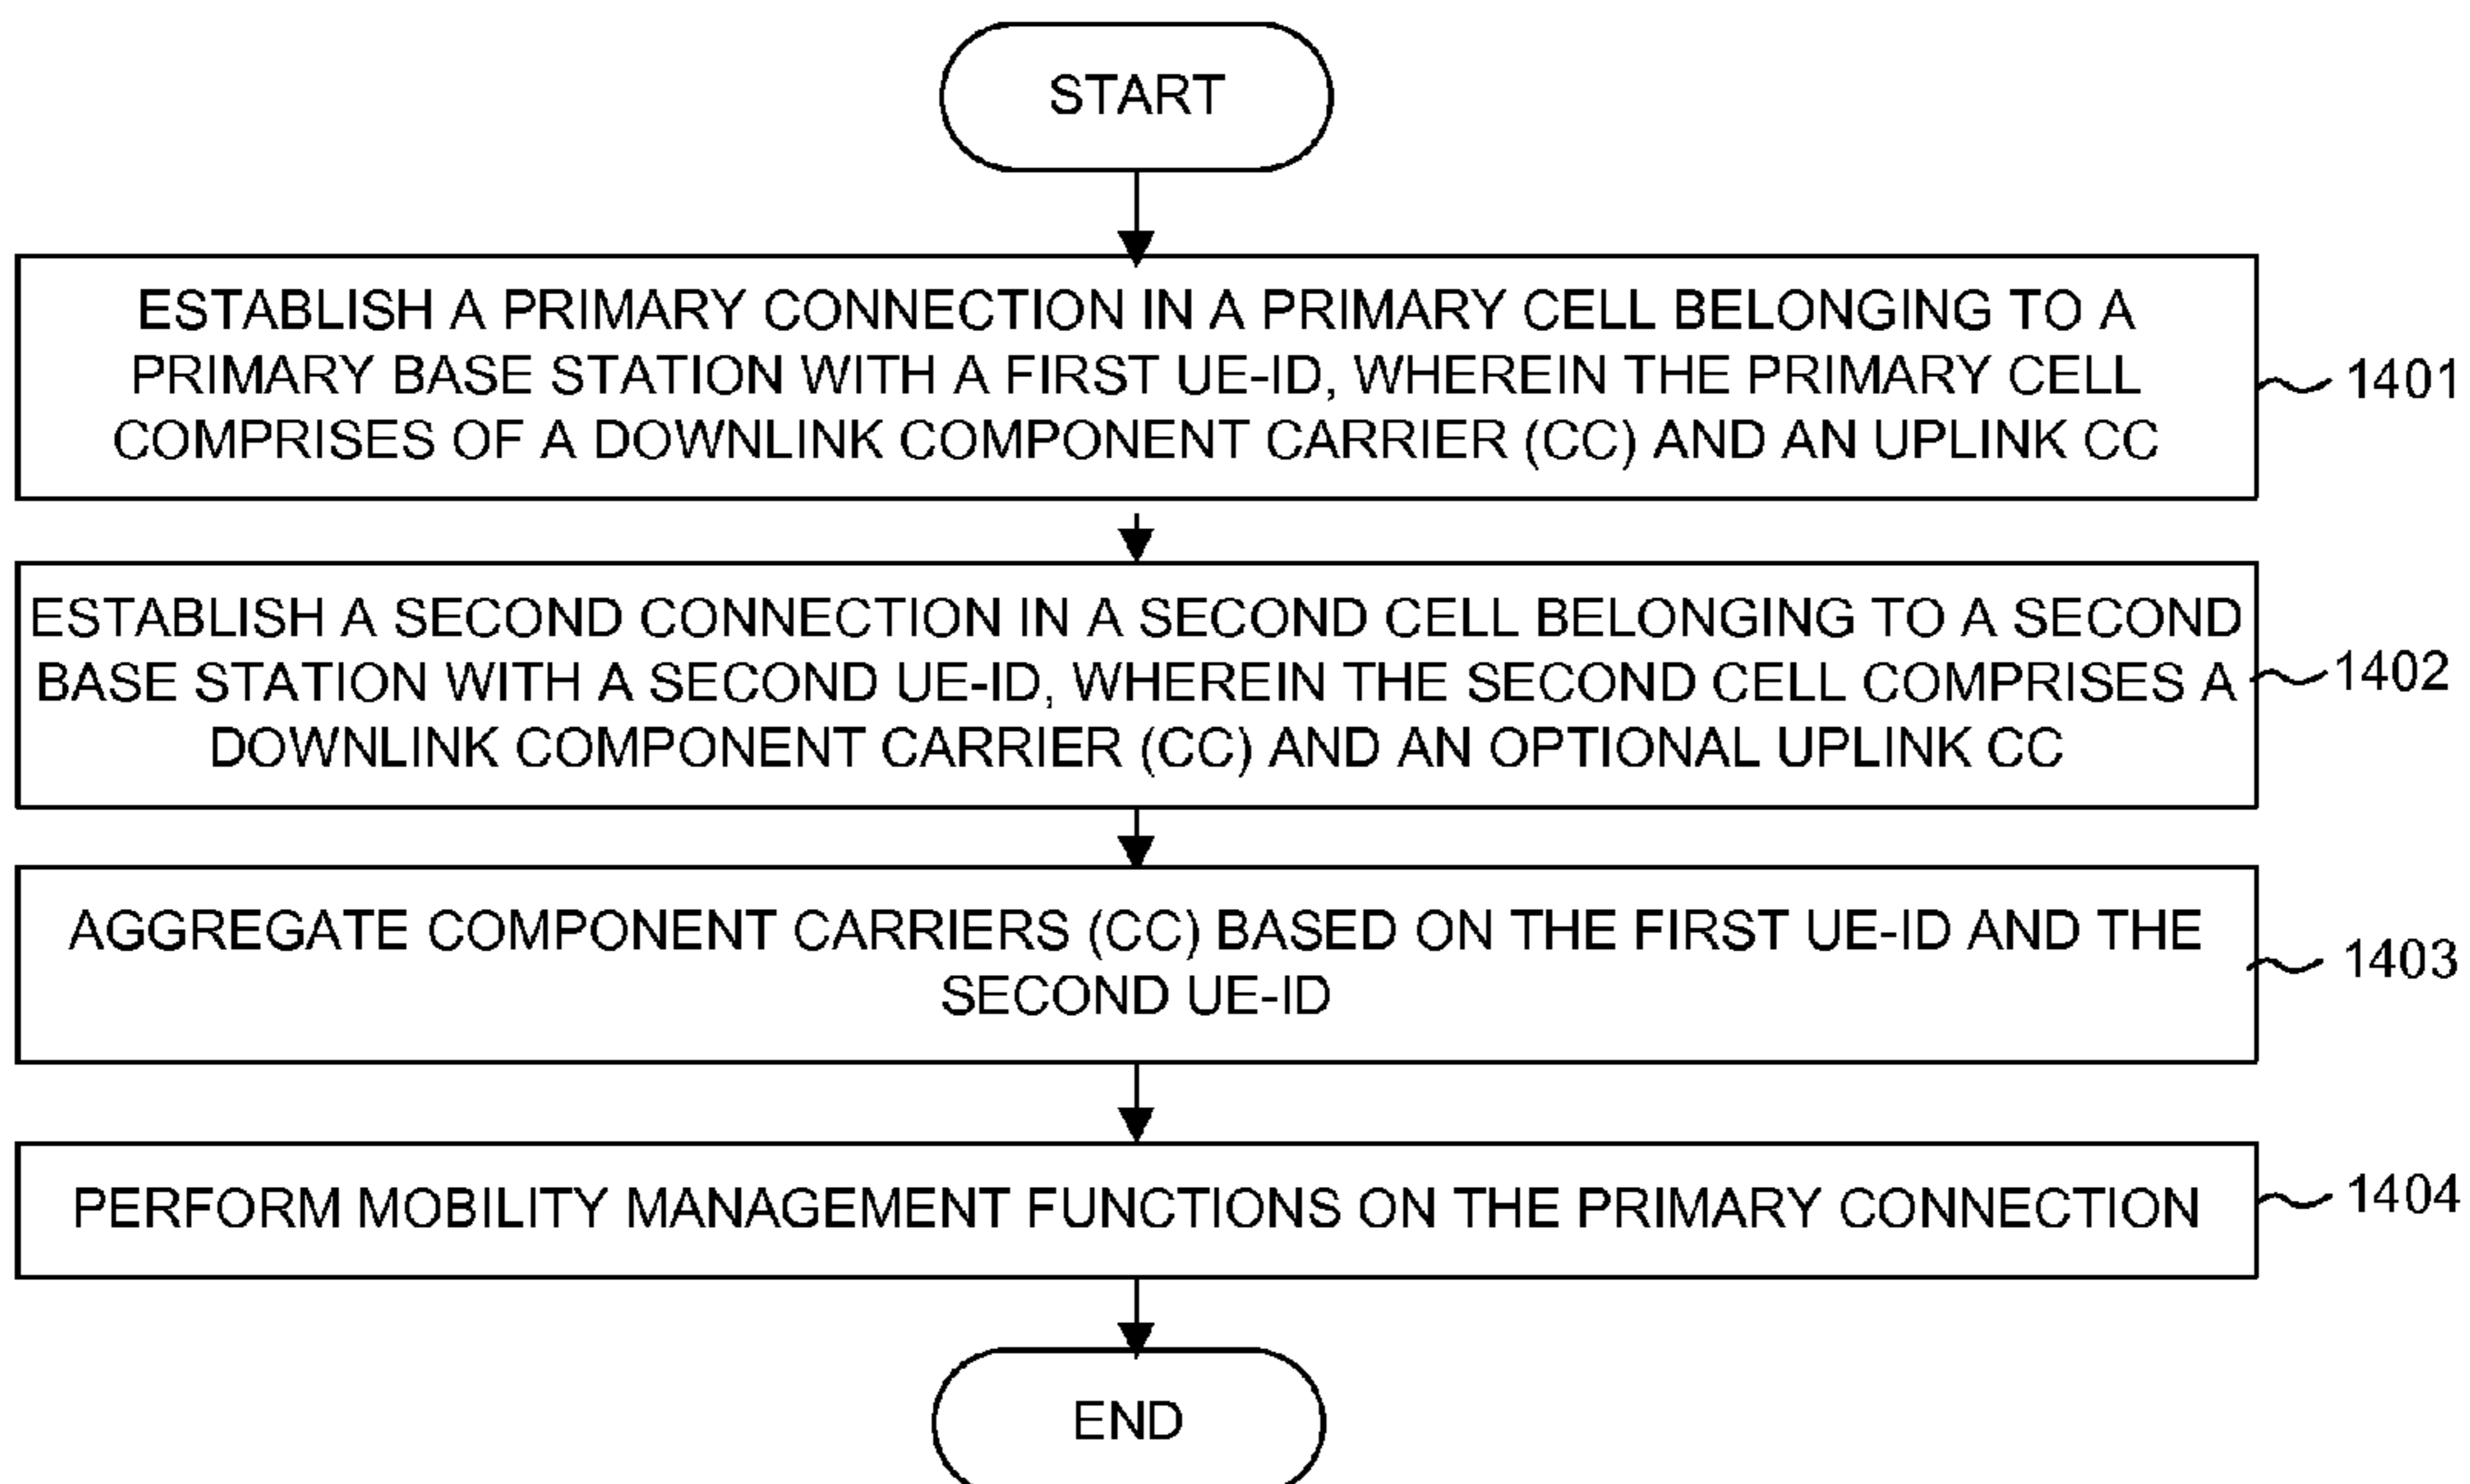 START
ESTABLISH A PRIMARY CONNECTION IN A PRIMARY CELL BELONGING TO A
PRIMARY BASE STATION WITH A FIRST UE-ID, WHEREIN THE PRIMARY CELL
COMPRISES OF A DOWNLINK COMPONENT CARRIER (CC) AND AN UPLINK CC
1401
ESTABLISH A SECOND CONNECTION IN A SECOND CELL BELONGING TO A SECOND
BASE STATION WITH A SECOND UE-ID, WHEREIN THE SECOND CELL COMPRISES A
DOWNLINK COMPONENT CARRIER (CC) AND AN OPTIONAL UPLINK CC
1402
AGGREGATE COMPONENT CARRIERS (CC) BASED ON THE FIRST UE-ID AND THE
SECOND UE-ID
1403
PERFORM MOBILITY MANAGEMENT FUNCTIONS ON THE PRIMARY CONNECTION
1404
END